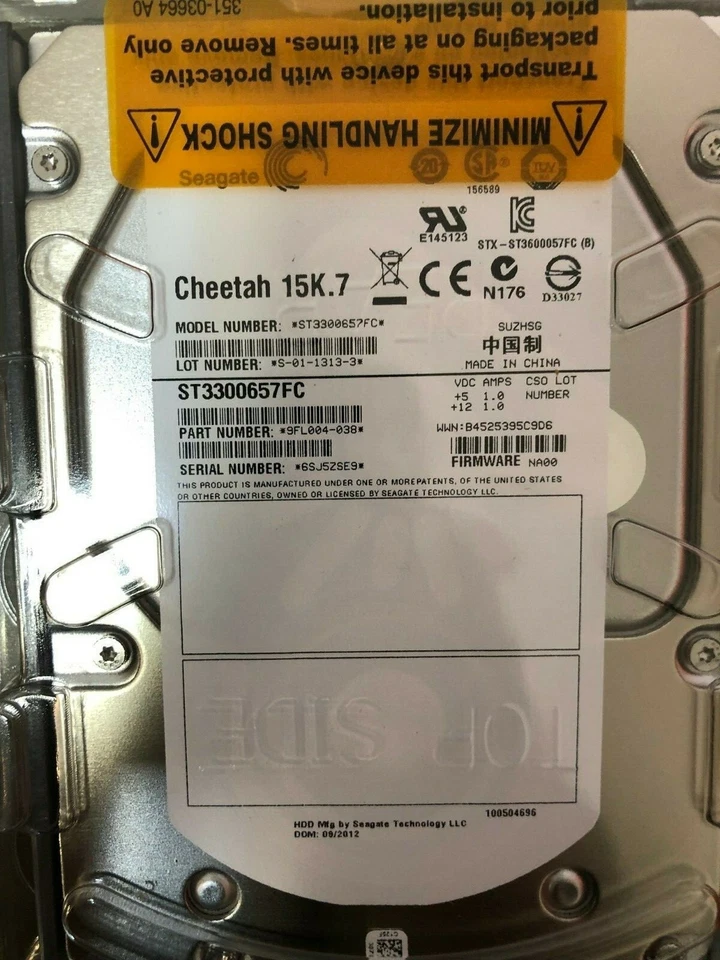 351-03664 A0
prior to installation.
packaging on at all times. Remove only
Transport this device with protective
MINIMIZE HANDLING SHOCK
Seagate
20
SA
TUV
156589
E145123
STX-ST3600057FC (B)
Cheetah 15K.7
CE
N176
D33027
MODEL NUMBER: *ST3300657FC*
SUZHSG
中国制
LOT NUMBER: *S-01-1313-3*
MADE IN CHINA
ST3300657FC
VDC AMPS CSO LOT
+5 1.0 NUMBER
+12 1.0
PART NUMBER: *9FL004-038*
WWN:B4525395C9D6
SERIAL NUMBER: *6SJ5ZSE9*
FIRMWARE NA00
THIS PRODUCT IS MANUFACTURED UNDER ONE OR MOREPATENTS, OF THE UNITED STATES
OR OTHER COUNTRIES, OWNED OR LICENSED BY SEAGATE TECHNOLOGY LLC.
TOP SIDE
100504696
HDD Mfg by Seagate Technology LLC
DOM: 09/2012